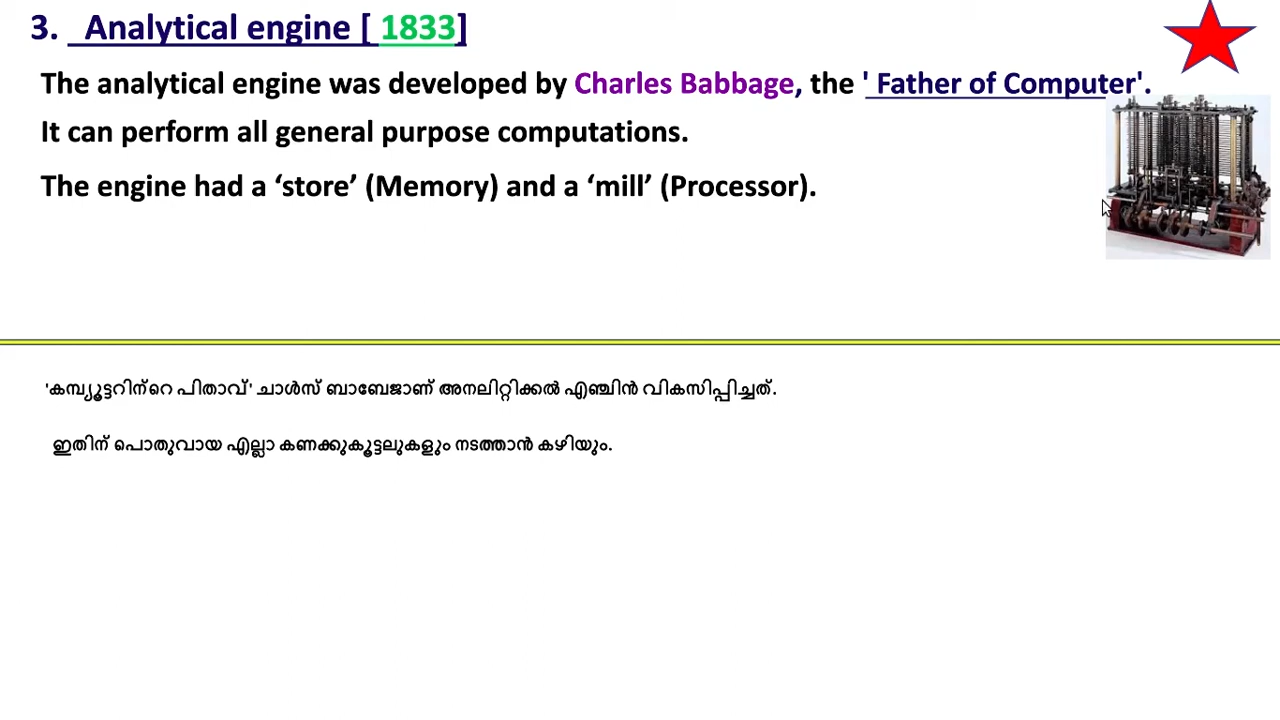 3. Analytical engine [ 1833]
The analytical engine was developed by Charles Babbage, the ' Father of Computer'.
It can perform all general purpose computations.
The engine had a ‘store’ (Memory) and a ‘mill’ (Processor).
'കമ്പ്യൂട്ടറിന്റെ പിതാവ്' ചാൾസ് ബാബേജാണ് അനലിറ്റിക്കൽ എഞ്ചിൻ വികസിപ്പിച്ചത്.
ഇതിന് പൊതുവായ എല്ലാ കണക്കുകൂട്ടലുകളും നടത്താൻ കഴിയും.